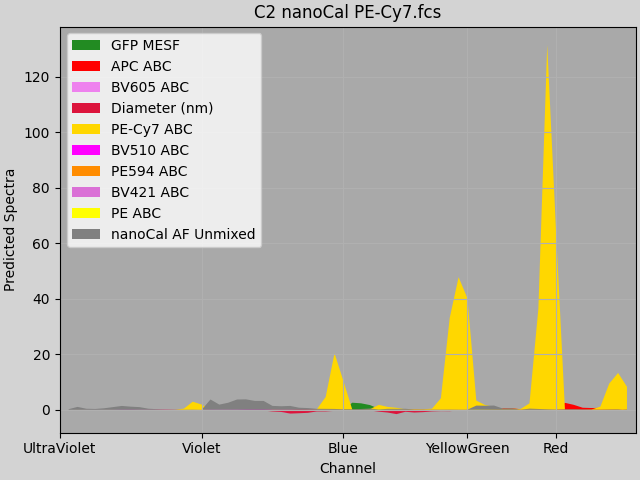 C2 nanoCal PE-Cy7.fcs
GFP MESF
APC ABC
BV605 ABC
Diameter (nm)
PE-Cy7 ABC
BV510 ABC
PE594 ABC
BV421 ABC
PE ABC
nanoCal AF Unmixed
Predicted Spectra
120
100
80
60
40
20
0
UltraViolet Violet Blue YellowGreen Red
Channel